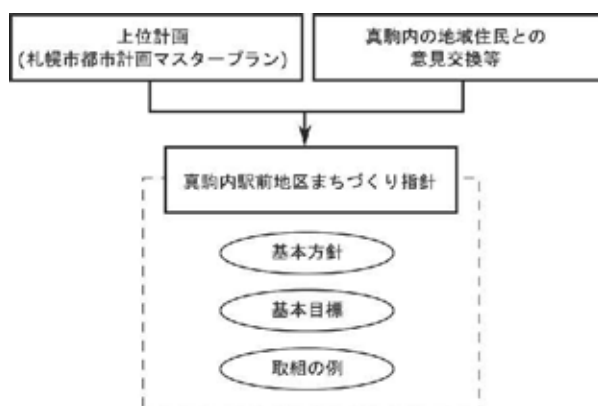 上位計画
(札幌市都市計画マスタープラン)
真駒内の地域住民との
意見交換等
真駒内駅前地区まちづくり指針
基本方針
基本目標
取組の例